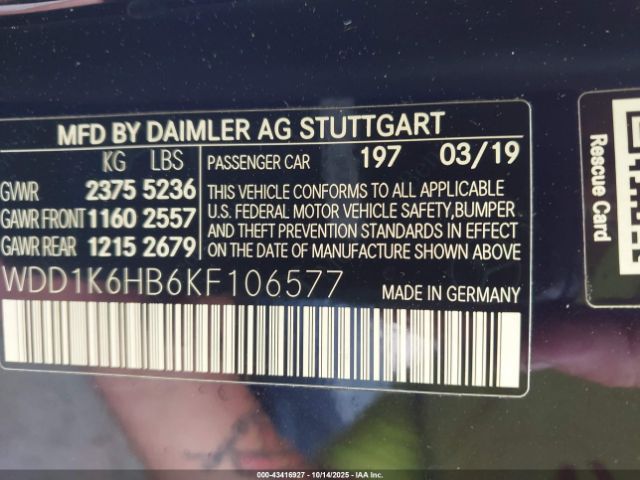 MFD BY DAIMLER AG STUTTGART
KG LBS
GVWR 2375 5236
GAWR FRONT 1160 2557
GAWR REAR 1215 2679
PASSENGER CAR 197 03/19
THIS VEHICLE CONFORMS TO ALL APPLICABLE
U.S. FEDERAL MOTOR VEHICLE SAFETY,BUMPER
AND THEFT PREVENTION STANDARDS IN EFFECT
ON THE DATE OF MANUFACTURE SHOWN ABOVE
WDD1K6HB6KF106577
MADE IN GERMANY
Rescue Card
000-43416927 - 10/14/2025 - Copyright © IAA, Inc.